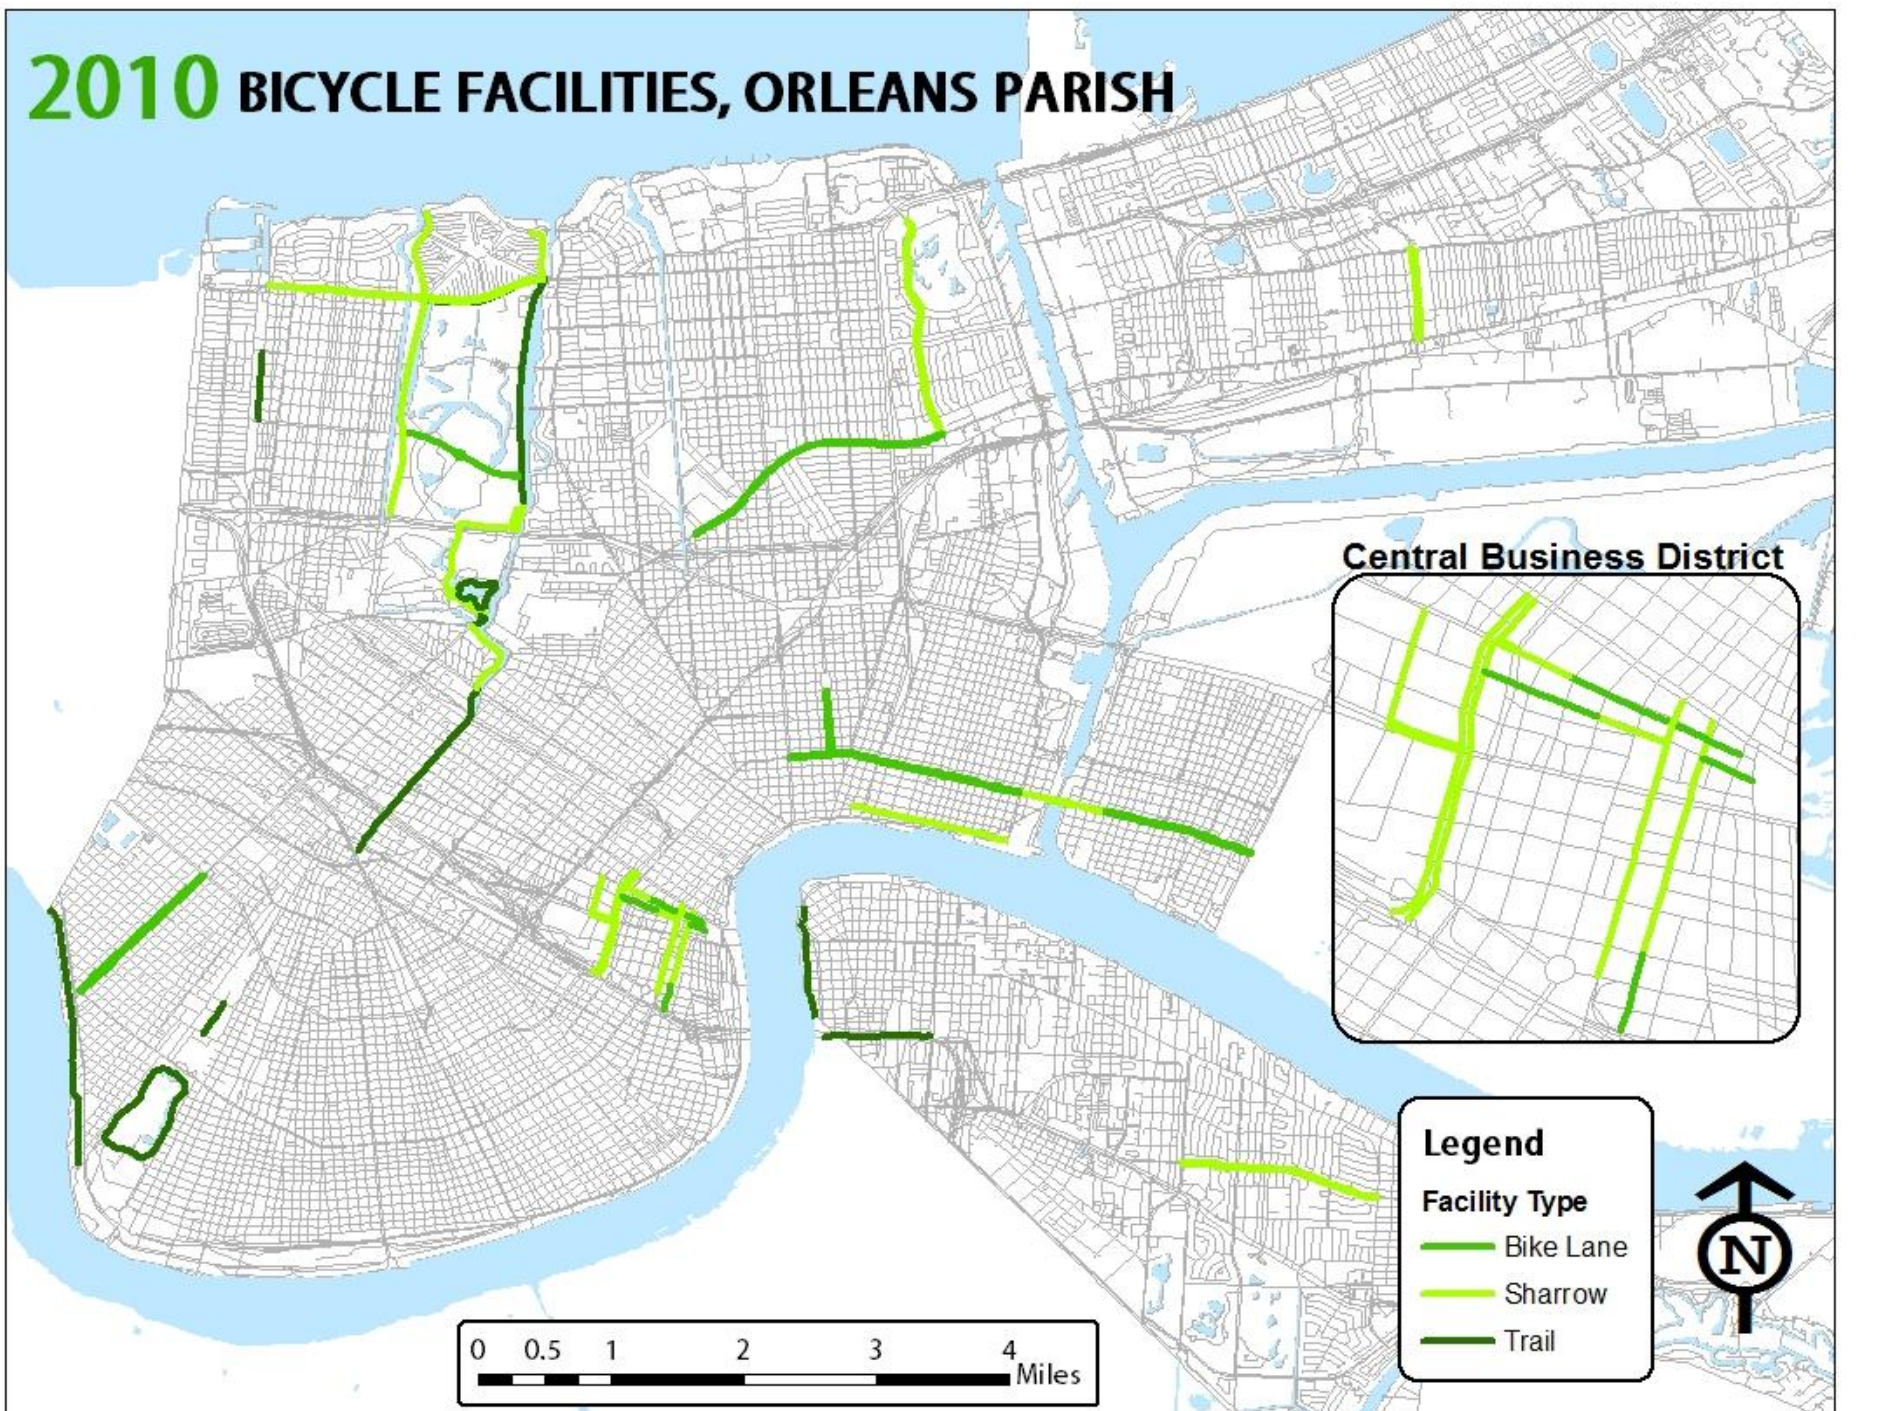 2010 BICYCLE FACILITIES, ORLEANS PARISH
Central Business District
Legend
Facility Type
Bike Lane
Sharrow
Trail
N
0 0.5 1 2 3 4
Miles